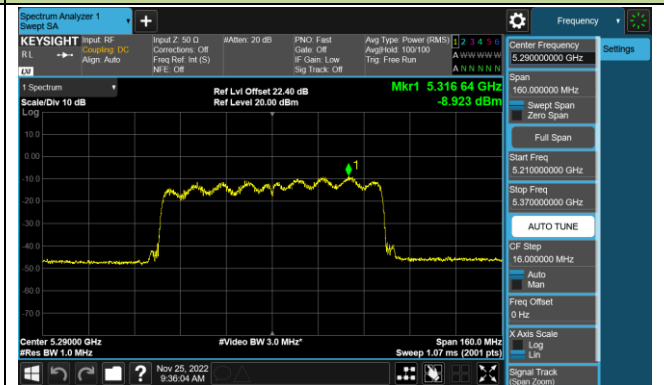 Spectrum Analyzer 1
Swept SA
Frequency
KEYSIGHT
RL
LXI
Input: RF
Coupling: DC
Align: Auto
Input Z: 50 Ω
Corrections: Off
Freq Ref: Int (S)
NFE: Off
#Atten: 20 dB
PNO: Fast
Gate: Off
IF Gain: Low
Sig Track: Off
Avg Type: Power (RMS)
Avg|Hold: 100/100
Trig: Free Run
1 2 3 4 5 6
A W W W W W
A N N N N N
1 Spectrum
Scale/Div 10 dB
Log
Ref Lvl Offset 22.40 dB
Ref Level 20.00 dBm
Mkr1 5.316 64 GHz
-8.923 dBm
10.0
0.00
-10.0
-20.0
-30.0
-40.0
-50.0
-60.0
-70.0
1
Center 5.29000 GHz
#Res BW 1.0 MHz
#Video BW 3.0 MHz*
Span 160.0 MHz
Sweep 1.07 ms (2001 pts)
Nov 25, 2022
9:36:04 AM
Center Frequency
5.290000000 GHz
Settings
Span
160.000000 MHz
Swept Span
Zero Span
Full Span
Start Freq
5.210000000 GHz
Stop Freq
5.370000000 GHz
AUTO TUNE
CF Step
16.000000 MHz
Auto
Man
Freq Offset
0 Hz
X Axis Scale
Log
Lin
Signal Track
(Span Zoom)